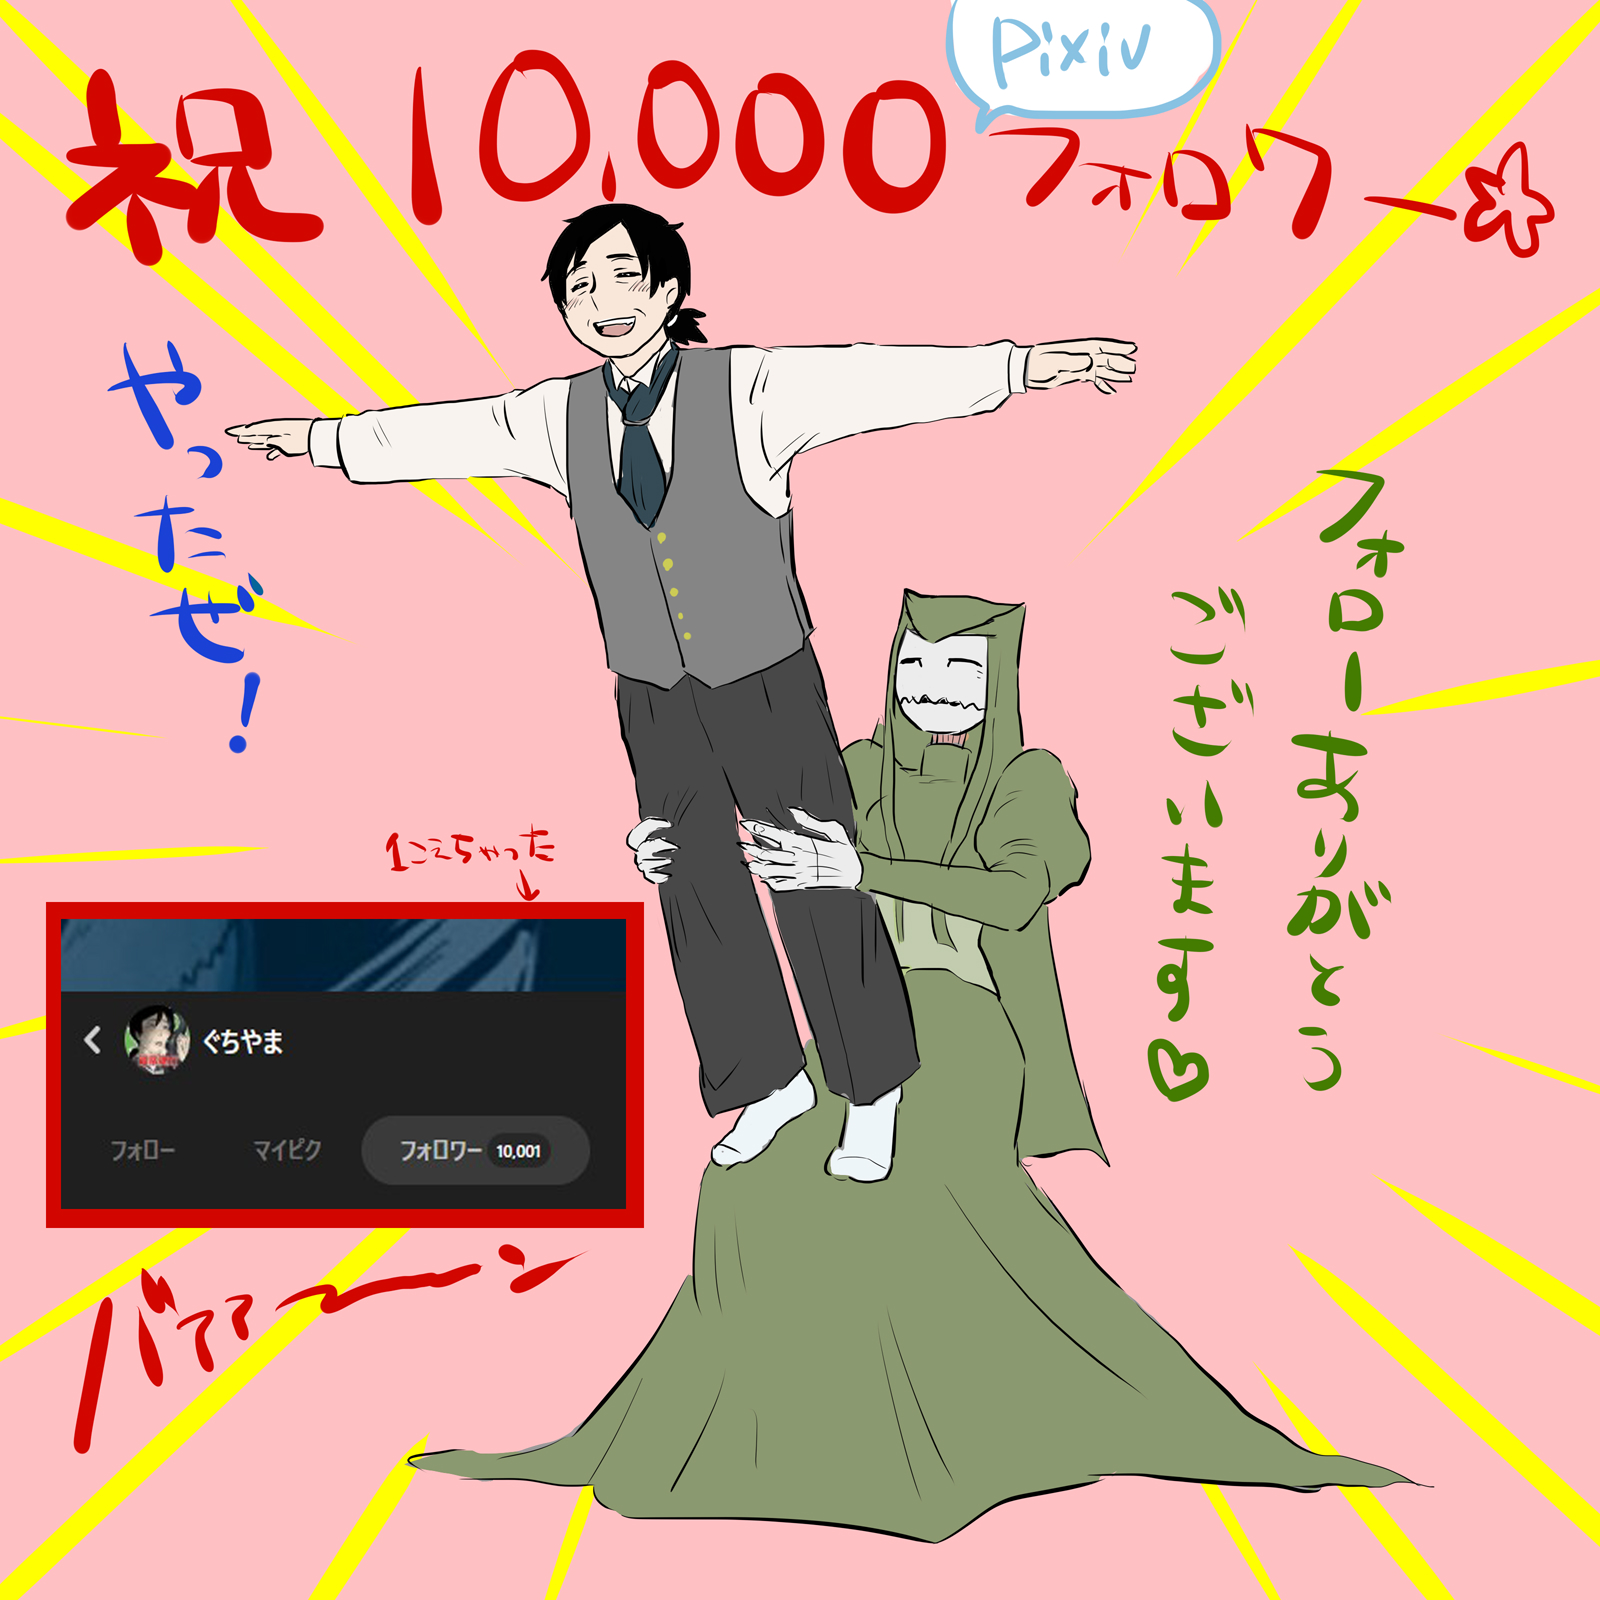 pixiv
祝 10,000 フォロワー
やったぜ!
フォローありがとう
ございます♡
1こえちゃった
↓
ぐちやま
フォロー
マイピク
フォロワー 10,001
バァァーン